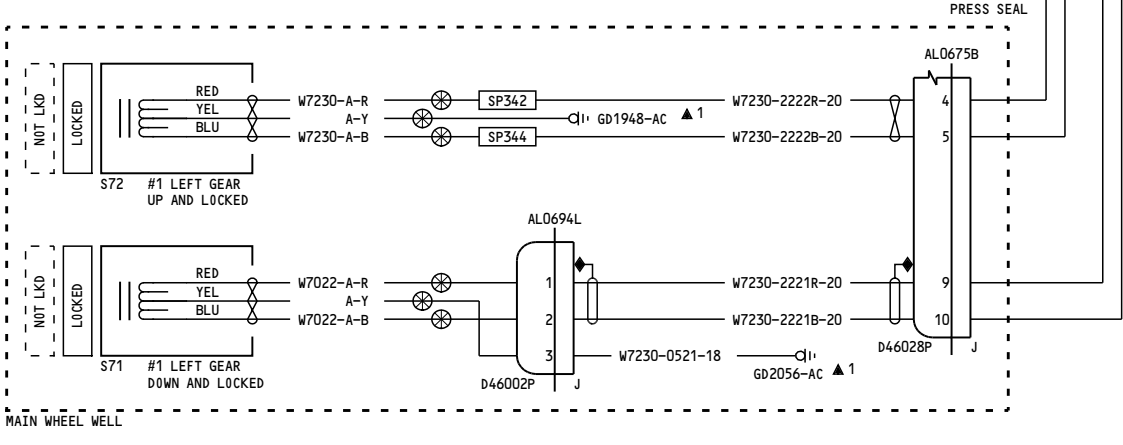 PRESS SEAL
AL0675B
NOT LKD
LOCKED
RED
YEL
BLU
W7230-A-R
A-Y
W7230-A-B
SP342
SP344
GD1948-AC ▲ 1
W7230-2222R-20
W7230-2222B-20
4
5
S72 #1 LEFT GEAR
UP AND LOCKED
AL0694L
NOT LKD
LOCKED
RED
YEL
BLU
W7022-A-R
A-Y
W7022-A-B
1
2
3
W7230-2221R-20
W7230-2221B-20
9
10
W7230-0521-18
GD2056-AC ▲ 1
D46028P J
S71 #1 LEFT GEAR
DOWN AND LOCKED
D46002P J
MAIN WHEEL WELL